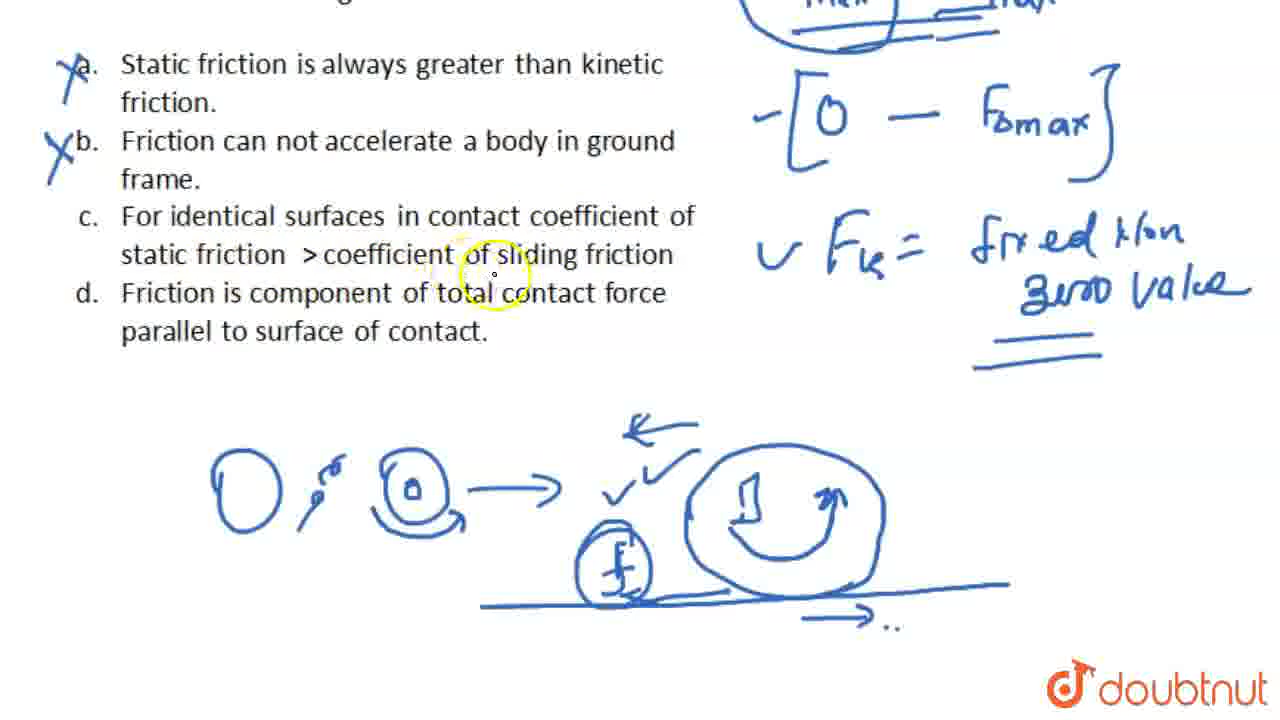 a. Static friction is always greater than kinetic
friction.
b. Friction can not accelerate a body in ground
frame.
c. For identical surfaces in contact coefficient of
static friction > coefficient of sliding friction
d. Friction is component of total contact force
parallel to surface of contact.
[0 — Fsmax]
Fk = fixed Non
zero value
f
doubtnut